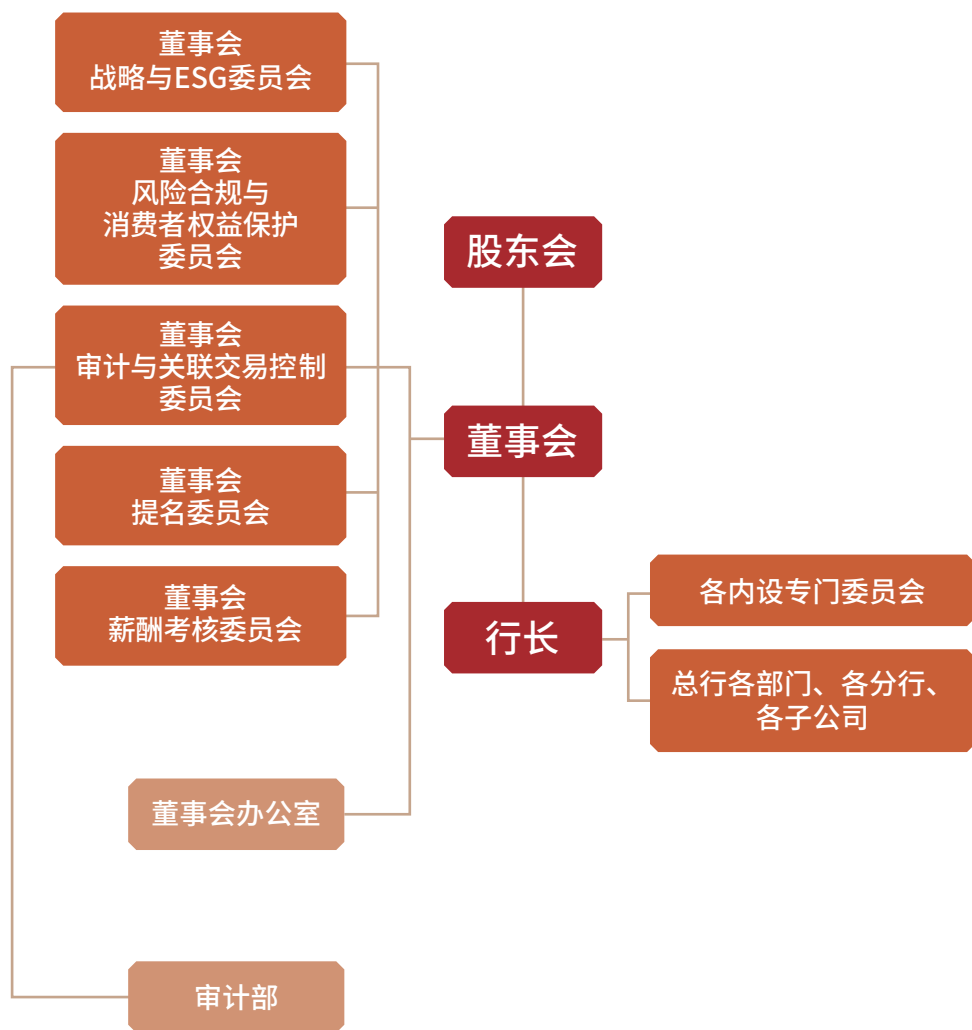 董事会
战略与ESG委员会
董事会
风险合规与
消费者权益保护
委员会
董事会
审计与关联交易控制
委员会
董事会
提名委员会
董事会
薪酬考核委员会
董事会办公室
审计部
股东会
董事会
行长
各内设专门委员会
总行各部门、各分行、
各子公司